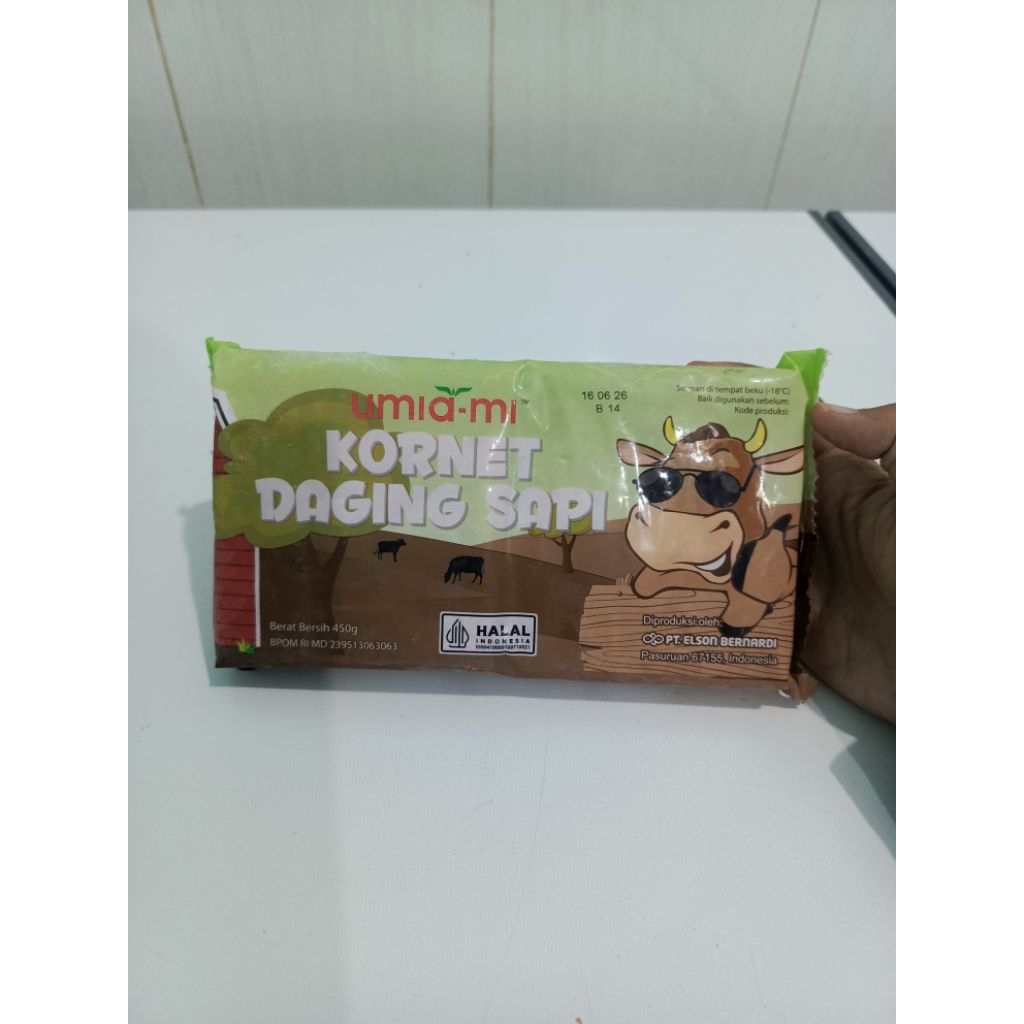 umia-mi™
KORNET
DAGING SAPI
16 06 26
B 14
Simpan di tempat beku (-18°C)
Baik digunakan sebelum:
Kode produksi:
Berat Bersih 450g
BPOM RI MD 239513063063
HALAL
INDONESIA
Diproduksi oleh:
PT. ELSON BERNARDI
Pasuruan 67155, Indonesia